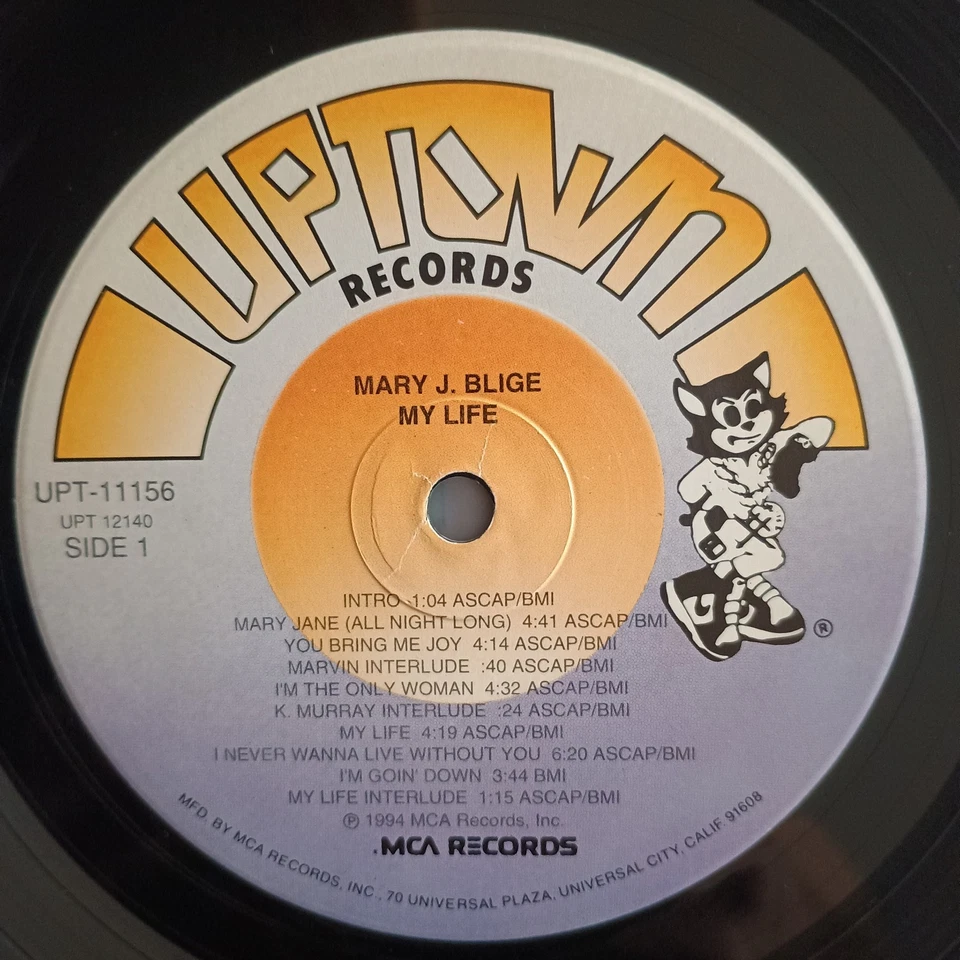 UPTOWN
RECORDS
MARY J. BLIGE
MY LIFE
UPT-11156
UPT 12140
SIDE 1
INTRO 1:04 ASCAP/BMI
MARY JANE (ALL NIGHT LONG) 4:41 ASCAP/BMI
YOU BRING ME JOY 4:14 ASCAP/BMI
MARVIN INTERLUDE :40 ASCAP/BMI
I'M THE ONLY WOMAN 4:32 ASCAP/BMI
K. MURRAY INTERLUDE :24 ASCAP/BMI
MY LIFE 4:19 ASCAP/BMI
I NEVER WANNA LIVE WITHOUT YOU 6:20 ASCAP/BMI
I'M GOIN' DOWN 3:44 BMI
MY LIFE INTERLUDE 1:15 ASCAP/BMI
℗ 1994 MCA Records, Inc.
.MCA RECORDS
MFD. BY MCA RECORDS, INC., 70 UNIVERSAL PLAZA, UNIVERSAL CITY, CALIF. 91608
®